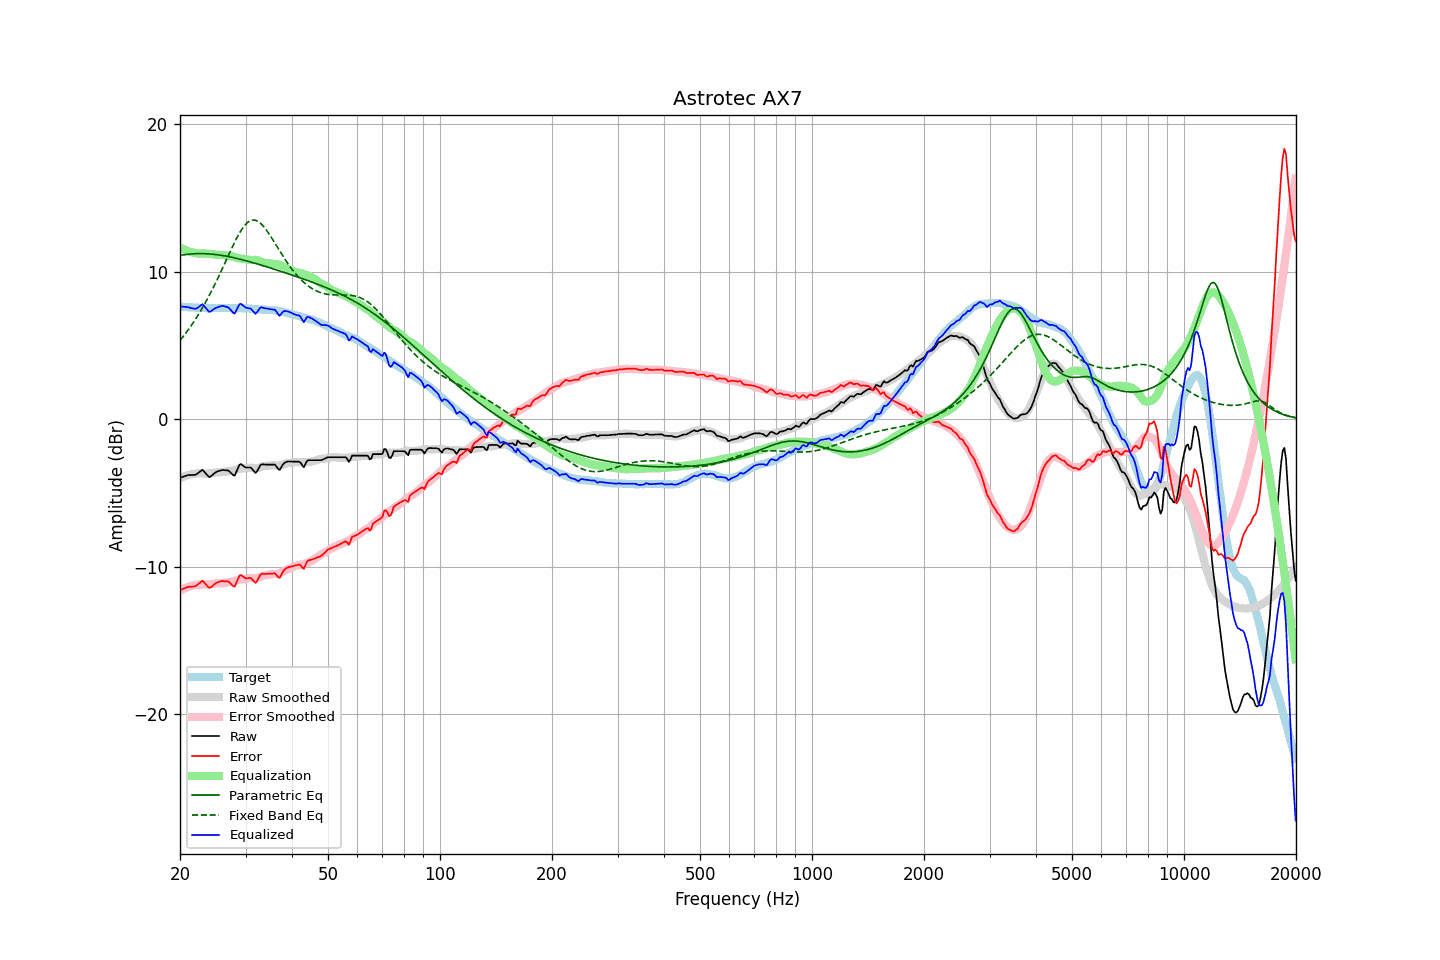 Astrotec AX7
Amplitude (dBr)
20
10
0
−10
−20
Target
Raw Smoothed
Error Smoothed
Raw
Error
Equalization
Parametric Eq
Fixed Band Eq
Equalized
20 50 100 200 500 1000 2000 5000 10000 20000
Frequency (Hz)